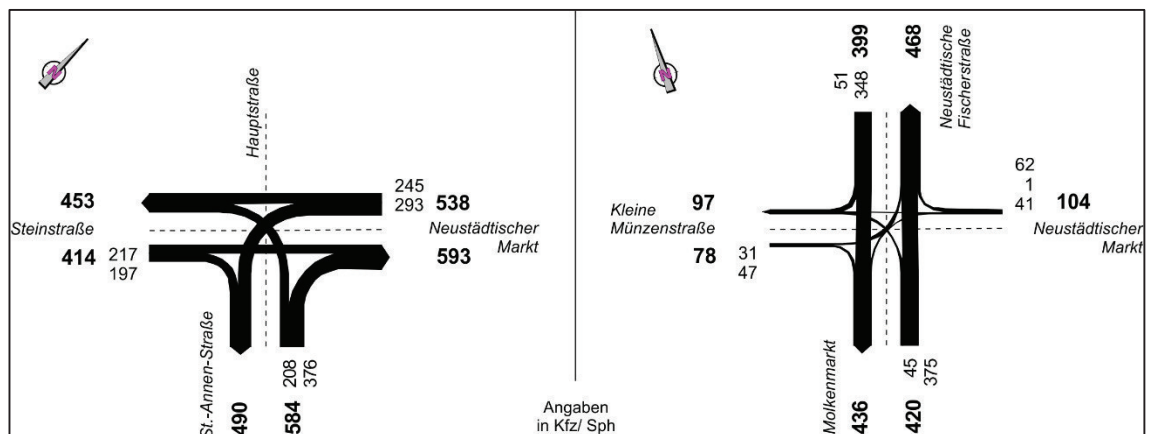 N
Hauptstraße
453
Steinstraße
414
217
197
245
293
538
Neustädtischer
Markt
593
St.-Annen-Straße
490
208
376
584
Angaben
in Kfz/ Sph
N
51
348
399
468
Neustädtische
Fischerstraße
97
Kleine
Münzenstraße
78
31
47
62
1
41
104
Neustädtischer
Markt
Molkenmarkt
436
45
375
420